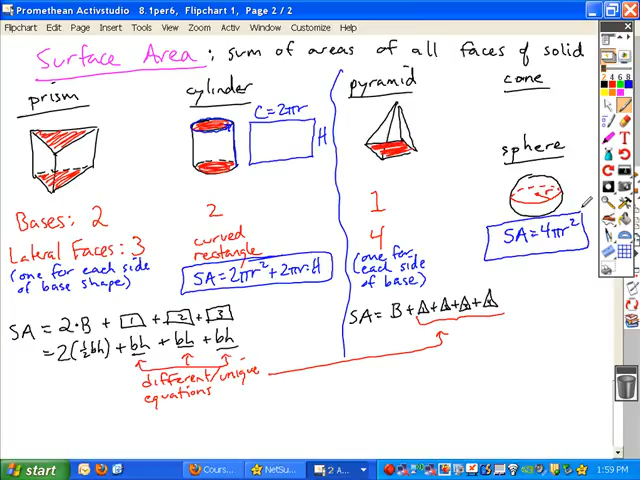 Promethean Activstudio - 8.1per6, Flipchart 1, Page 2 / 2
Flipchart Page Edit Insert Tools View Activ Window Customize Help
Surface Area ; sum of areas of all faces of solid
prism
cylinder
pyramid
cone
C=2πr
H
sphere
r
Bases: 2
2
1
SA=4πr²
Lateral Faces: 3
curved rectangle
4
(one for each side of base shape)
SA=2πr²+2πr·H
(one for each side of base)
SA = 2·B + 1 + 2 + 3
SA= B + △+△+△+△
=2(½bh) + bh + bh + bh
different/unique equations
start
Cours...
NetSu...
2 A...
1:59 PM